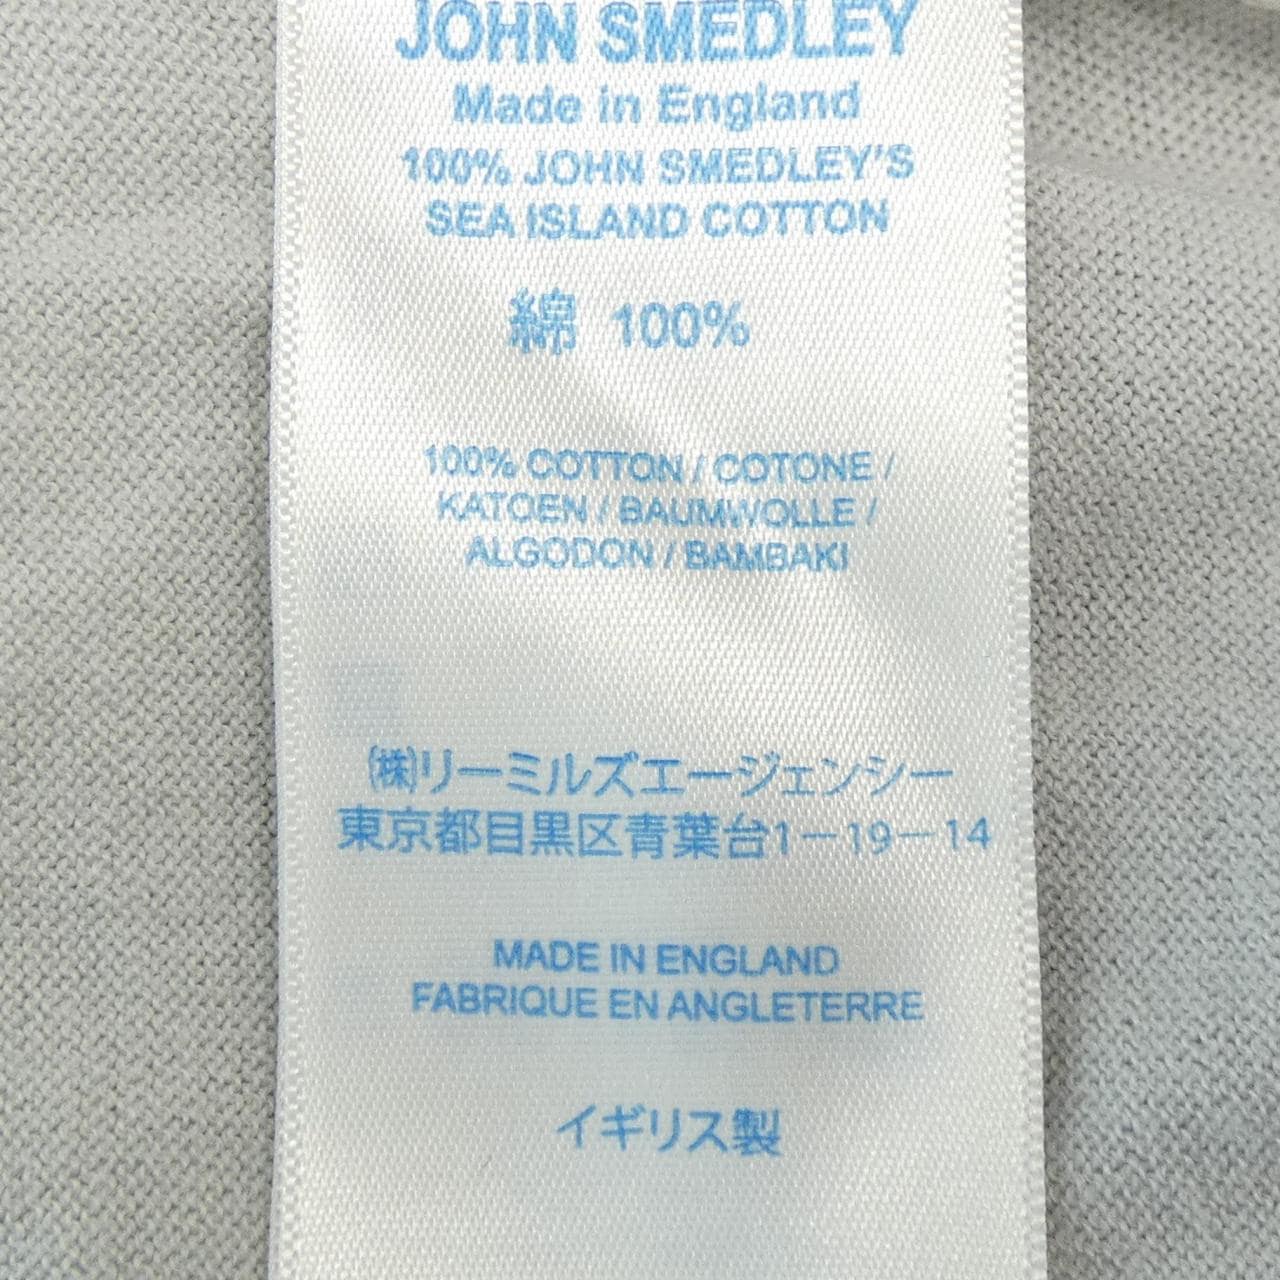 JOHN SMEDLEY
Made in England
100% JOHN SMEDLEY'S
SEA ISLAND COTTON
綿 100%
100% COTTON / COTONE /
KATOEN / BAUMWOLLE /
ALGODON / BAMBAKI
㈱リーミルズエージェンシー
東京都目黒区青葉台1－19－14
MADE IN ENGLAND
FABRIQUE EN ANGLETERRE
イギリス製